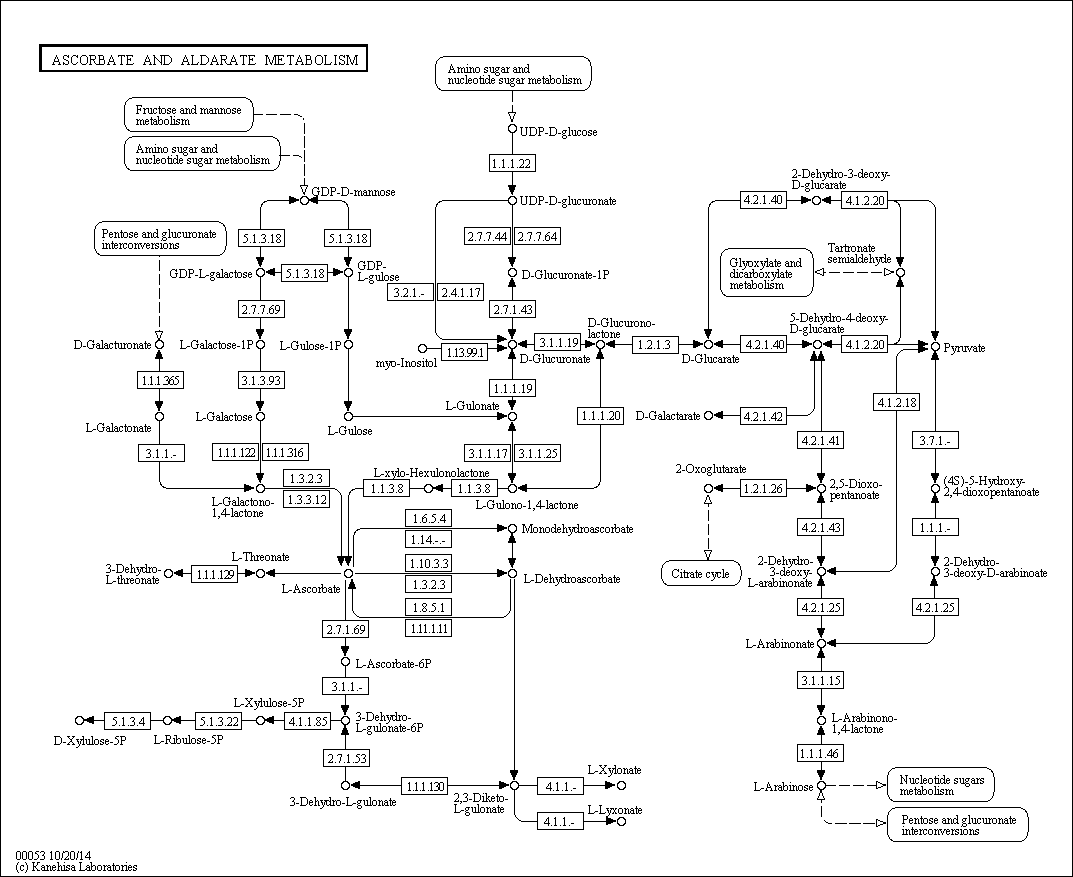 ASCORBATE AND ALDARATE METABOLISM
Amino sugar and
nucleotide sugar metabolism
Fructose and mannose
metabolism
Amino sugar and
nucleotide sugar metabolism
UDP-D-glucose
1.1.1.22
2-Dehydro-3-deoxy-
D-glucarate
GDP-D-mannose
UDP-D-glucuronate
4.2.1.40
4.1.2.20
Pentose and glucuronate
interconversions
5.1.3.18
5.1.3.18
2.7.7.44
2.7.7.64
Tartronate
semialdehyde
Glyoxylate and
dicarboxylate
metabolism
GDP-L-galactose
5.1.3.18
GDP-
L-gulose
D-Glucuronate-1P
3.2.1.-
2.4.1.17
2.7.7.69
2.7.1.43
5-Dehydro-4-deoxy-
D-glucarate
D-Glucurono-
lactone
D-Galacturonate
L-Galactose-1P
L-Gulose-1P
1.13.99.1
3.1.1.19
1.2.1.3
4.2.1.40
4.1.2.20
Pyruvate
myo-Inositol
D-Glucuronate
D-Glucarate
1.1.1.365
3.1.3.93
1.1.1.19
4.1.2.18
L-Gulonate
L-Galactonate
L-Galactose
L-Gulose
1.1.1.20
D-Galactarate
4.2.1.42
3.1.1.-
1.1.1.122
1.1.1.316
3.1.1.17
3.1.1.25
4.2.1.41
3.7.1.-
L-xylo-Hexulonolactone
1.3.2.3
2-Oxoglutarate
L-Galactono-
1,4-lactone
1.3.3.12
1.1.3.8
1.1.3.8
L-Gulono-1,4-lactone
1.2.1.26
2,5-Dioxo-
pentanoate
(4S)-5-Hydroxy-
2,4-dioxopentanoate
1.6.5.4
Monodehydroascorbate
1.14.-.-
4.2.1.43
1.1.1.-
L-Threonate
3-Dehydro-
L-threonate
1.1.1.129
L-Ascorbate
1.10.3.3
1.3.2.3
L-Dehydroascorbate
Citrate cycle
2-Dehydro-
3-deoxy-
L-arabinonate
2-Dehydro-
3-deoxy-D-arabinoate
1.8.5.1
1.11.1.11
4.2.1.25
4.2.1.25
2.7.1.69
L-Arabinonate
L-Ascorbate-6P
3.1.1.-
3.1.1.15
L-Xylulose-5P
5.1.3.4
5.1.3.22
4.1.1.85
3-Dehydro-
L-gulonate-6P
L-Arabinono-
1,4-lactone
D-Xylulose-5P
L-Ribulose-5P
2.7.1.53
1.1.1.46
L-Xylonate
1.1.1.130
4.1.1.-
L-Arabinose
Nucleotide sugars
metabolism
3-Dehydro-L-gulonate
2,3-Diketo-
L-gulonate
L-Lyxonate
4.1.1.-
Pentose and glucuronate
interconversions
00053 10/20/14
(c) Kanehisa Laboratories